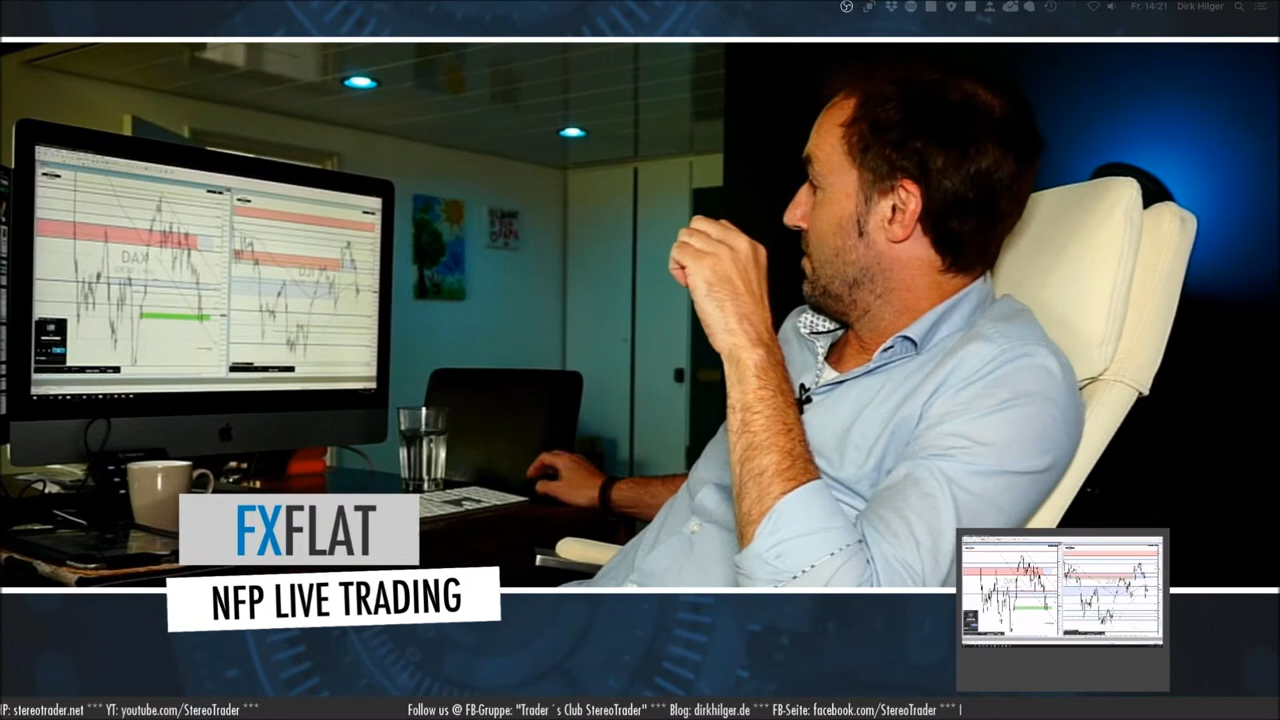 Fr. 14:21 Dirk Hilger
DAX
DJI
FXFLAT
NFP LIVE TRADING
P: stereotrader.net *** YT: youtube.com/StereoTrader *** Follow us @ FB-Gruppe: "Trader´s Club StereoTrader" *** Blog: dirkhilger.de *** FB-Seite: facebook.com/StereoTrader *** I